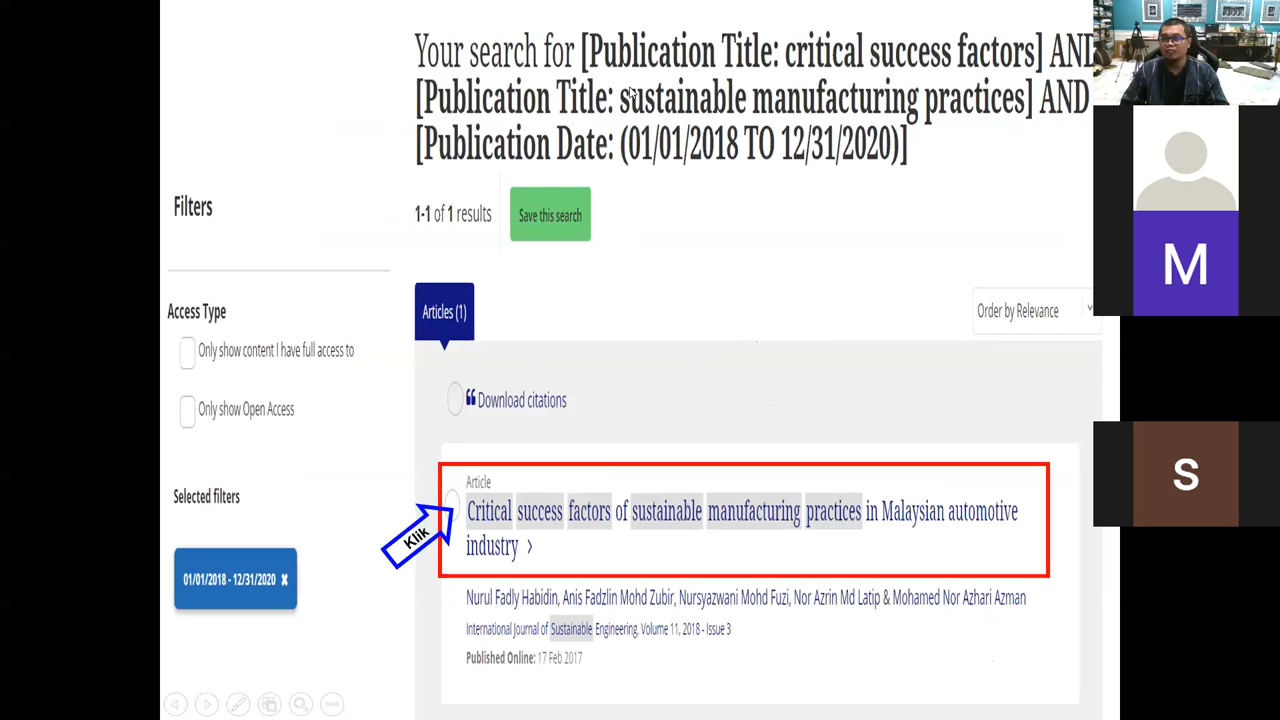 Your search for [Publication Title: critical success factors] AND
[Publication Title: sustainable manufacturing practices] AND
[Publication Date: (01/01/2018 TO 12/31/2020)]
Filters
1-1 of 1 results
Save this search
Access Type
Only show content I have full access to
Only show Open Access
Selected filters
01/01/2018 - 12/31/2020 ×
Articles (1)
Order by Relevance
Download citations
Article
Critical success factors of sustainable manufacturing practices in Malaysian automotive
industry >
Klik
Nurul Fadly Habidin, Anis Fadzlin Mohd Zubir, Nursyazwani Mohd Fuzi, Nor Azrin Md Latip & Mohamed Nor Azhari Azman
International Journal of Sustainable Engineering, Volume 11, 2018 - Issue 3
Published Online: 17 Feb 2017
M
S